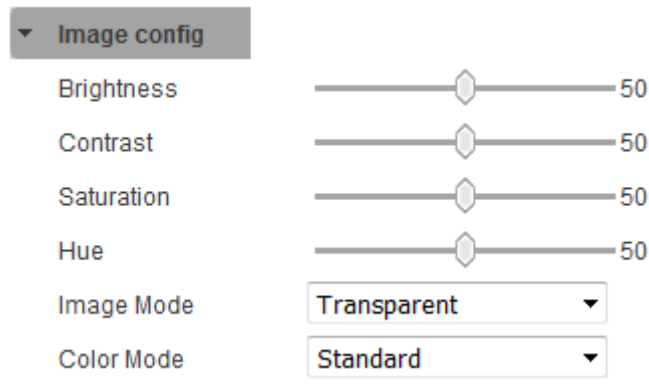 Image config
Brightness 50
Contrast 50
Saturation 50
Hue 50
Image Mode Transparent
Color Mode Standard